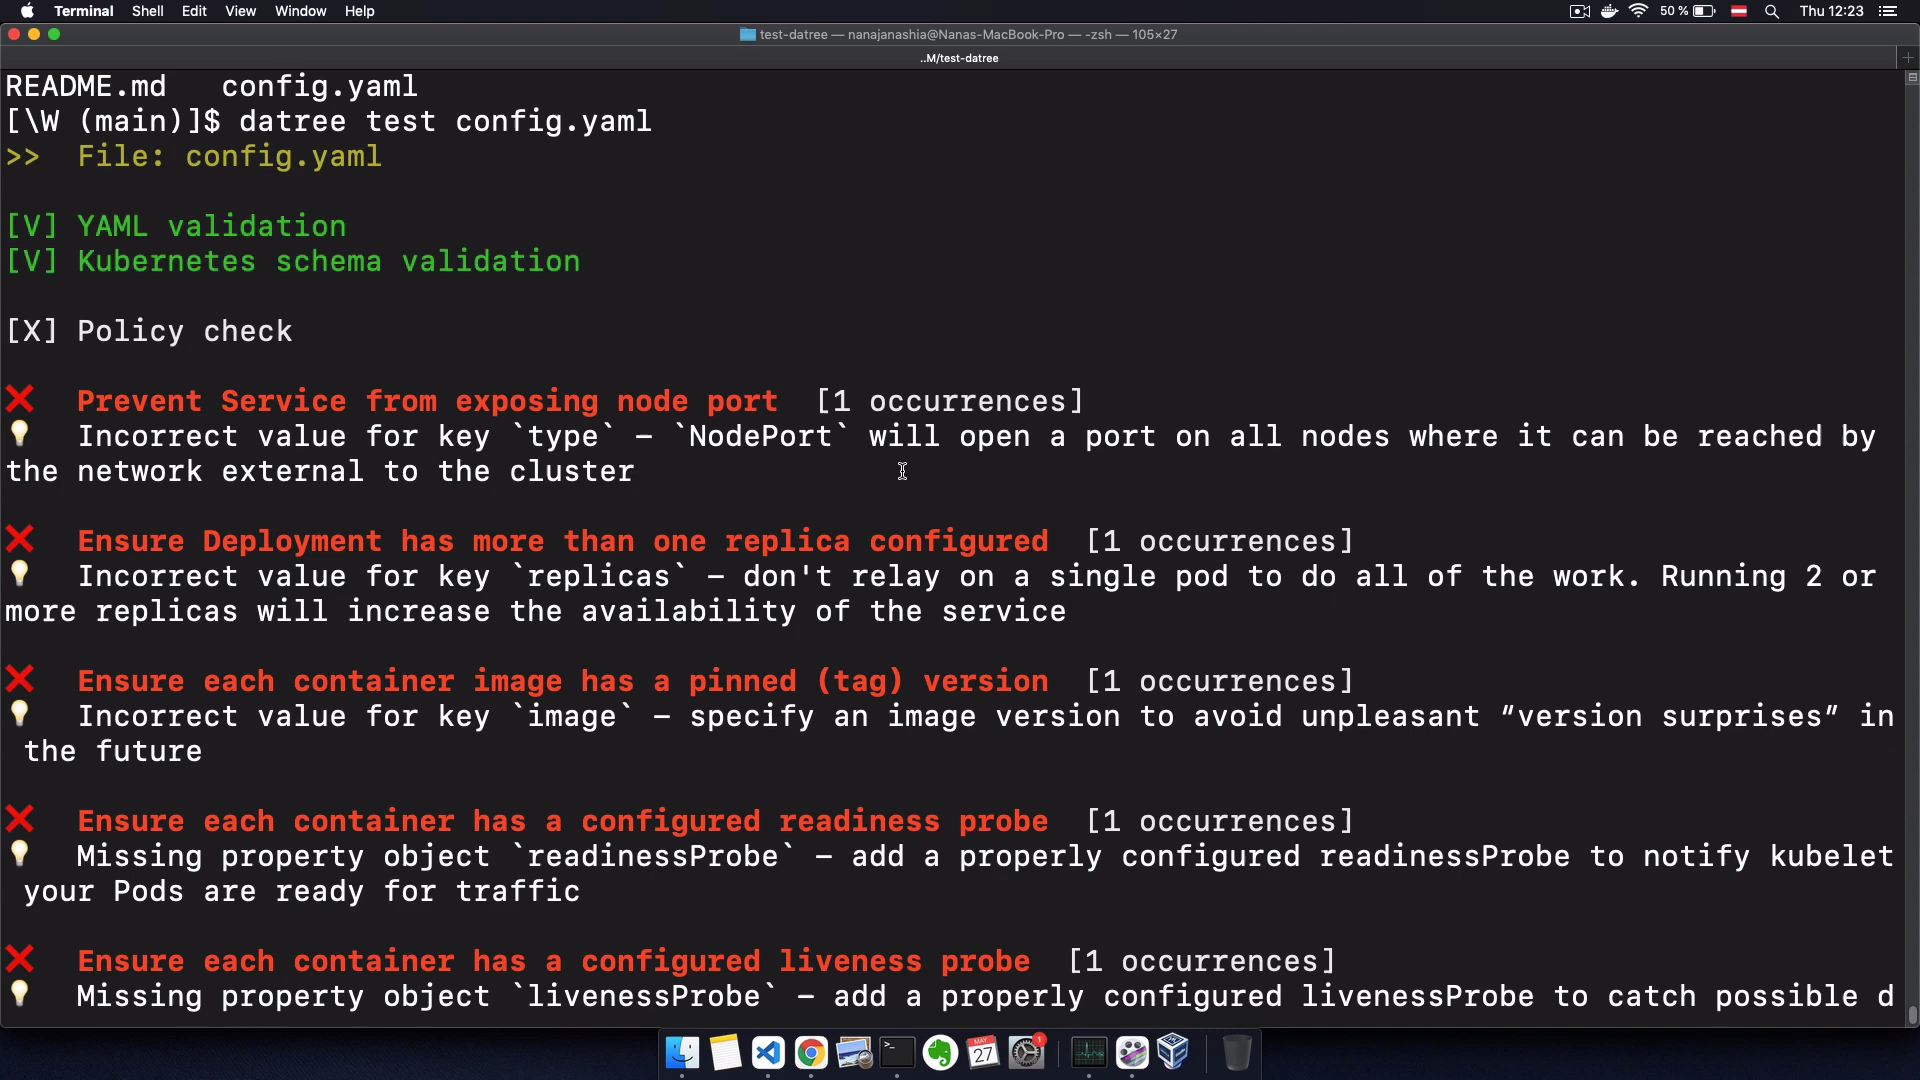 Terminal Shell Edit View Window Help 50 % Thu 12:23
test-datree — nanajanashia@Nanas-MacBook-Pro — -zsh — 105×27
..M/test-datree
README.md config.yaml
[\W (main)]$ datree test config.yaml
>> File: config.yaml
[V] YAML validation
[V] Kubernetes schema validation
[X] Policy check
❌ Prevent Service from exposing node port [1 occurrences]
💡 Incorrect value for key `type` – `NodePort` will open a port on all nodes where it can be reached by
the network external to the cluster
❌ Ensure Deployment has more than one replica configured [1 occurrences]
💡 Incorrect value for key `replicas` – don't relay on a single pod to do all of the work. Running 2 or
more replicas will increase the availability of the service
❌ Ensure each container image has a pinned (tag) version [1 occurrences]
💡 Incorrect value for key `image` – specify an image version to avoid unpleasant “version surprises” in
the future
❌ Ensure each container has a configured readiness probe [1 occurrences]
💡 Missing property object `readinessProbe` – add a properly configured readinessProbe to notify kubelet
your Pods are ready for traffic
❌ Ensure each container has a configured liveness probe [1 occurrences]
💡 Missing property object `livenessProbe` – add a properly configured livenessProbe to catch possible d
MAY
27
1